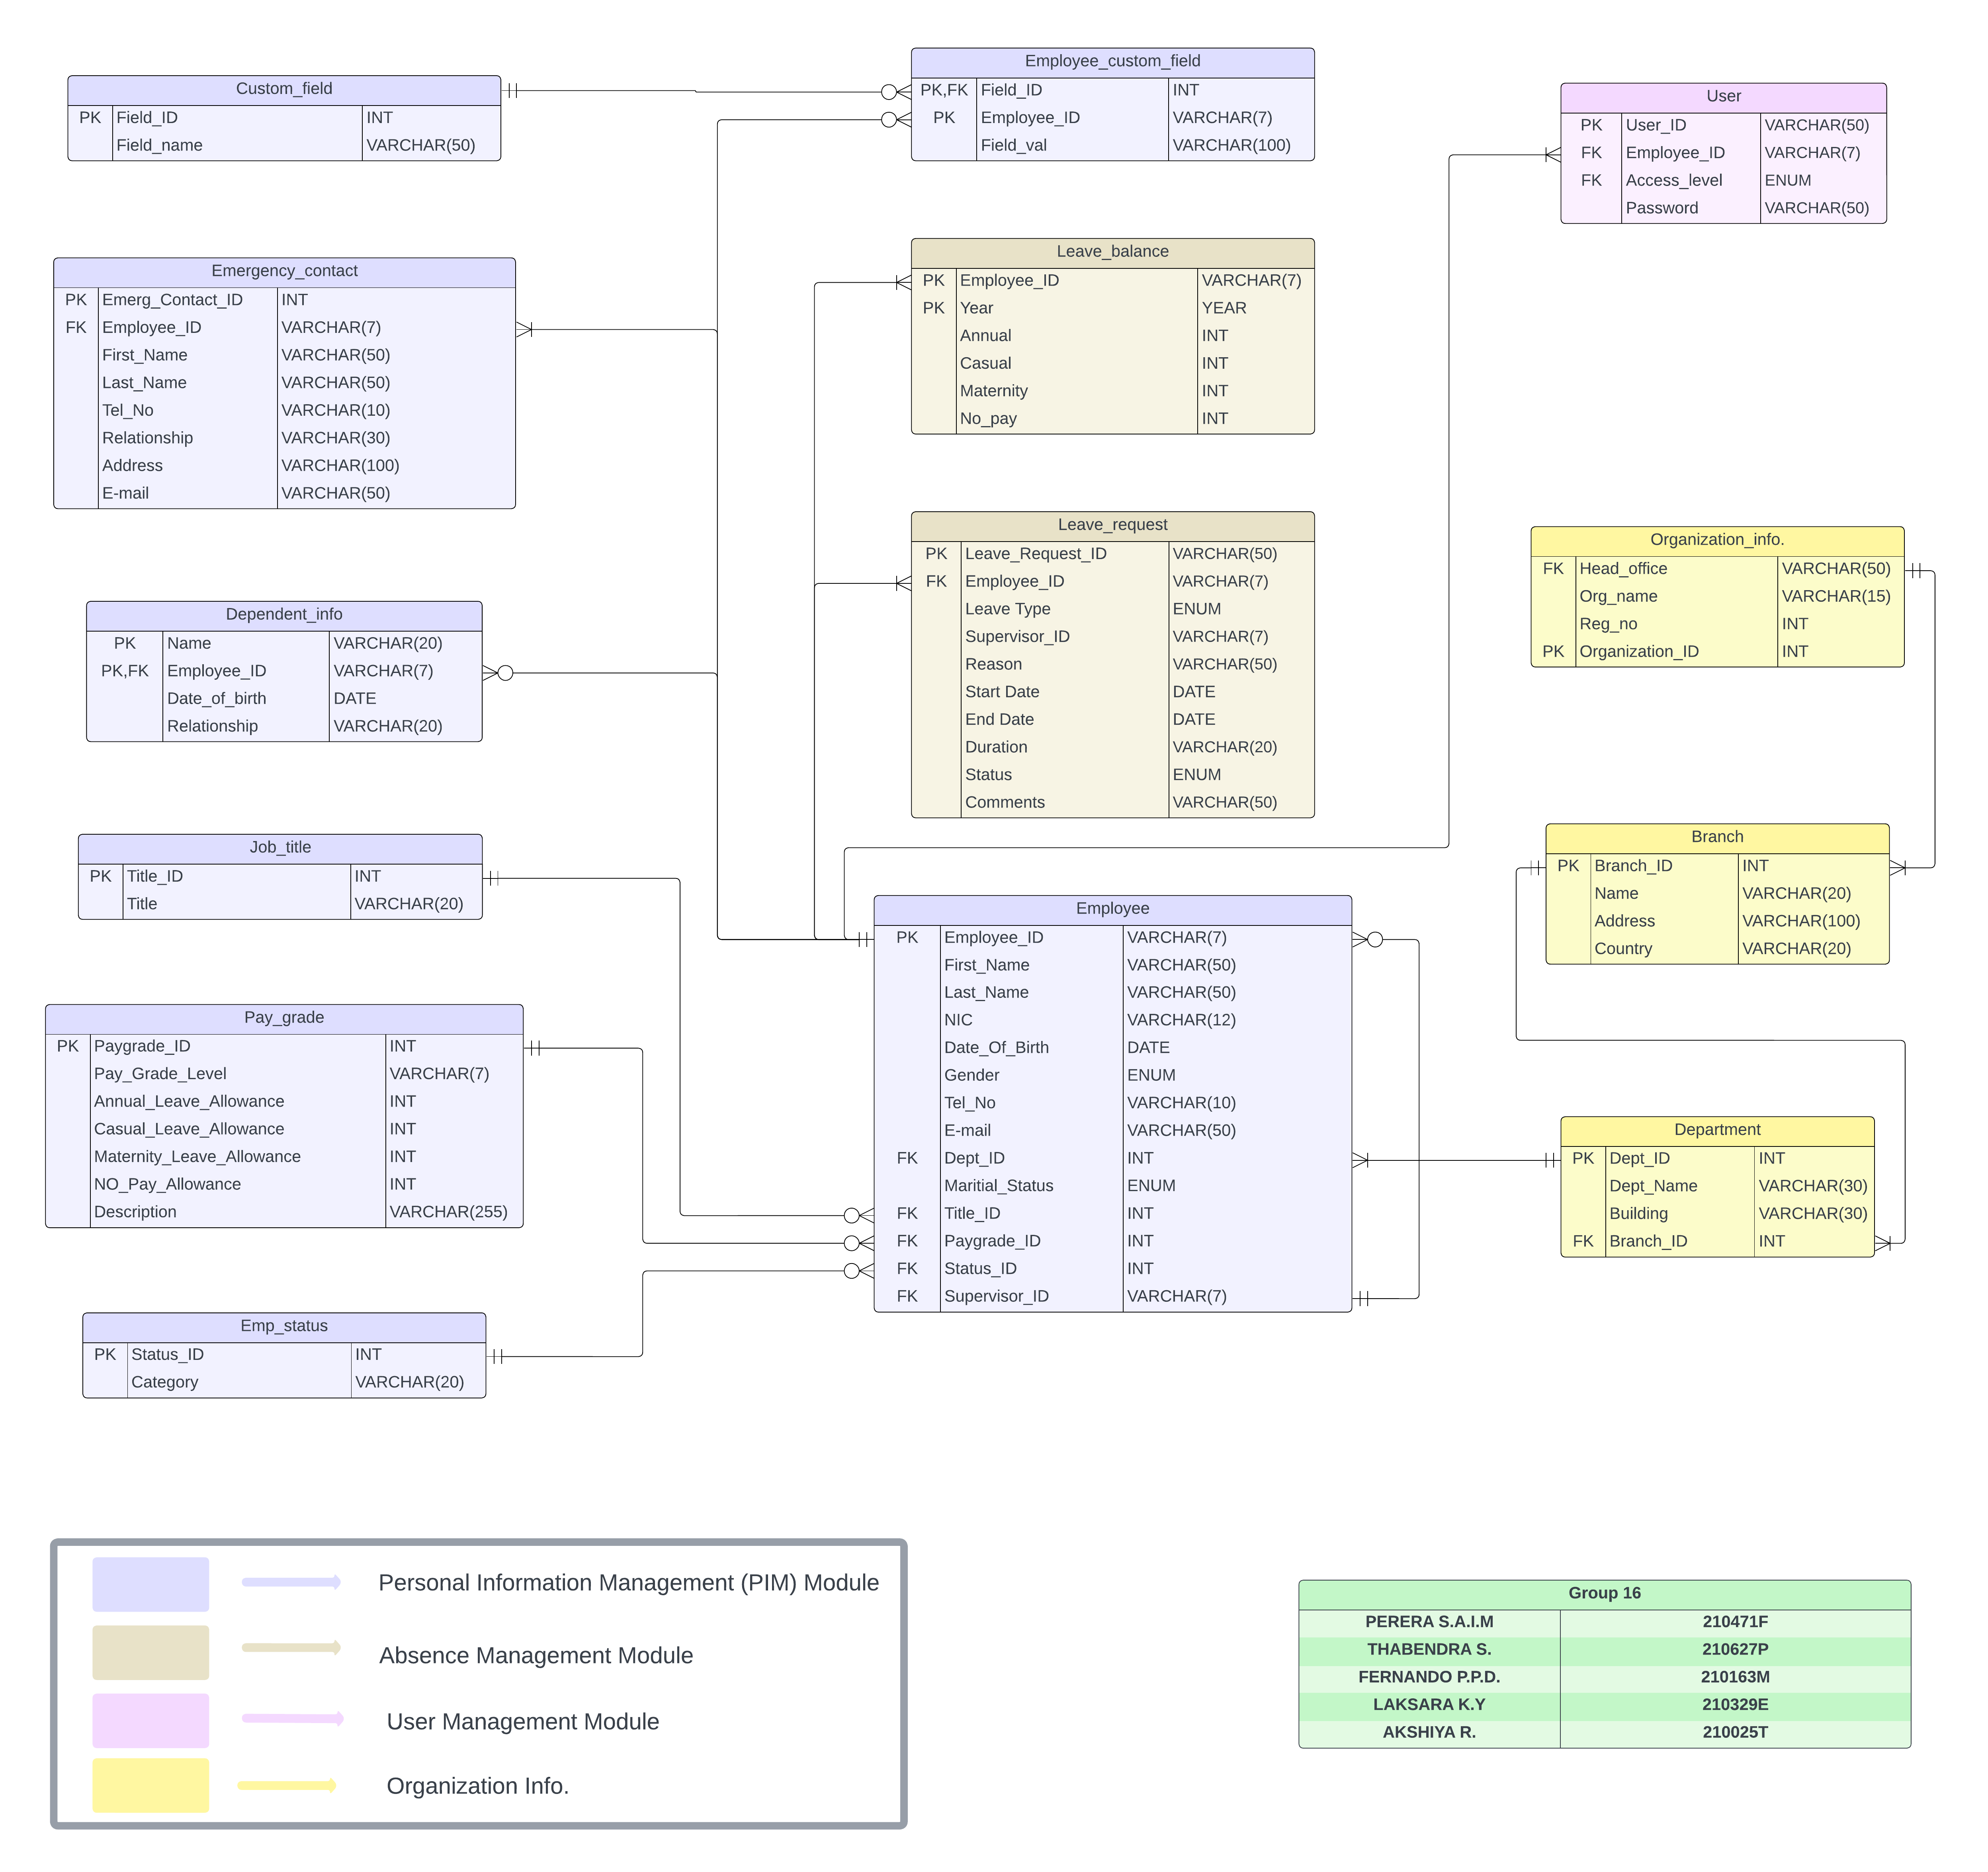 Custom_field
PK Field_ID INT
Field_name VARCHAR(50)
Employee_custom_field
PK,FK Field_ID INT
PK Employee_ID VARCHAR(7)
Field_val VARCHAR(100)
User
PK User_ID VARCHAR(50)
FK Employee_ID VARCHAR(7)
FK Access_level ENUM
Password VARCHAR(50)
Emergency_contact
PK Emerg_Contact_ID INT
FK Employee_ID VARCHAR(7)
First_Name VARCHAR(50)
Last_Name VARCHAR(50)
Tel_No VARCHAR(10)
Relationship VARCHAR(30)
Address VARCHAR(100)
E-mail VARCHAR(50)
Leave_balance
PK Employee_ID VARCHAR(7)
PK Year YEAR
Annual INT
Casual INT
Maternity INT
No_pay INT
Leave_request
PK Leave_Request_ID VARCHAR(50)
FK Employee_ID VARCHAR(7)
Leave Type ENUM
Supervisor_ID VARCHAR(7)
Reason VARCHAR(50)
Start Date DATE
End Date DATE
Duration VARCHAR(20)
Status ENUM
Comments VARCHAR(50)
Organization_info.
FK Head_office VARCHAR(50)
Org_name VARCHAR(15)
Reg_no INT
PK Organization_ID INT
Dependent_info
PK Name VARCHAR(20)
PK,FK Employee_ID VARCHAR(7)
Date_of_birth DATE
Relationship VARCHAR(20)
Job_title
PK Title_ID INT
Title VARCHAR(20)
Branch
PK Branch_ID INT
Name VARCHAR(20)
Address VARCHAR(100)
Country VARCHAR(20)
Employee
PK Employee_ID VARCHAR(7)
First_Name VARCHAR(50)
Last_Name VARCHAR(50)
NIC VARCHAR(12)
Date_Of_Birth DATE
Gender ENUM
Tel_No VARCHAR(10)
E-mail VARCHAR(50)
FK Dept_ID INT
Maritial_Status ENUM
FK Title_ID INT
FK Paygrade_ID INT
FK Status_ID INT
FK Supervisor_ID VARCHAR(7)
Pay_grade
PK Paygrade_ID INT
Pay_Grade_Level VARCHAR(7)
Annual_Leave_Allowance INT
Casual_Leave_Allowance INT
Maternity_Leave_Allowance INT
NO_Pay_Allowance INT
Description VARCHAR(255)
Department
PK Dept_ID INT
Dept_Name VARCHAR(30)
Building VARCHAR(30)
FK Branch_ID INT
Emp_status
PK Status_ID INT
Category VARCHAR(20)
Personal Information Management (PIM) Module
Absence Management Module
User Management Module
Organization Info.
Group 16
PERERA S.A.I.M 210471F
THABENDRA S. 210627P
FERNANDO P.P.D. 210163M
LAKSARA K.Y 210329E
AKSHIYA R. 210025T